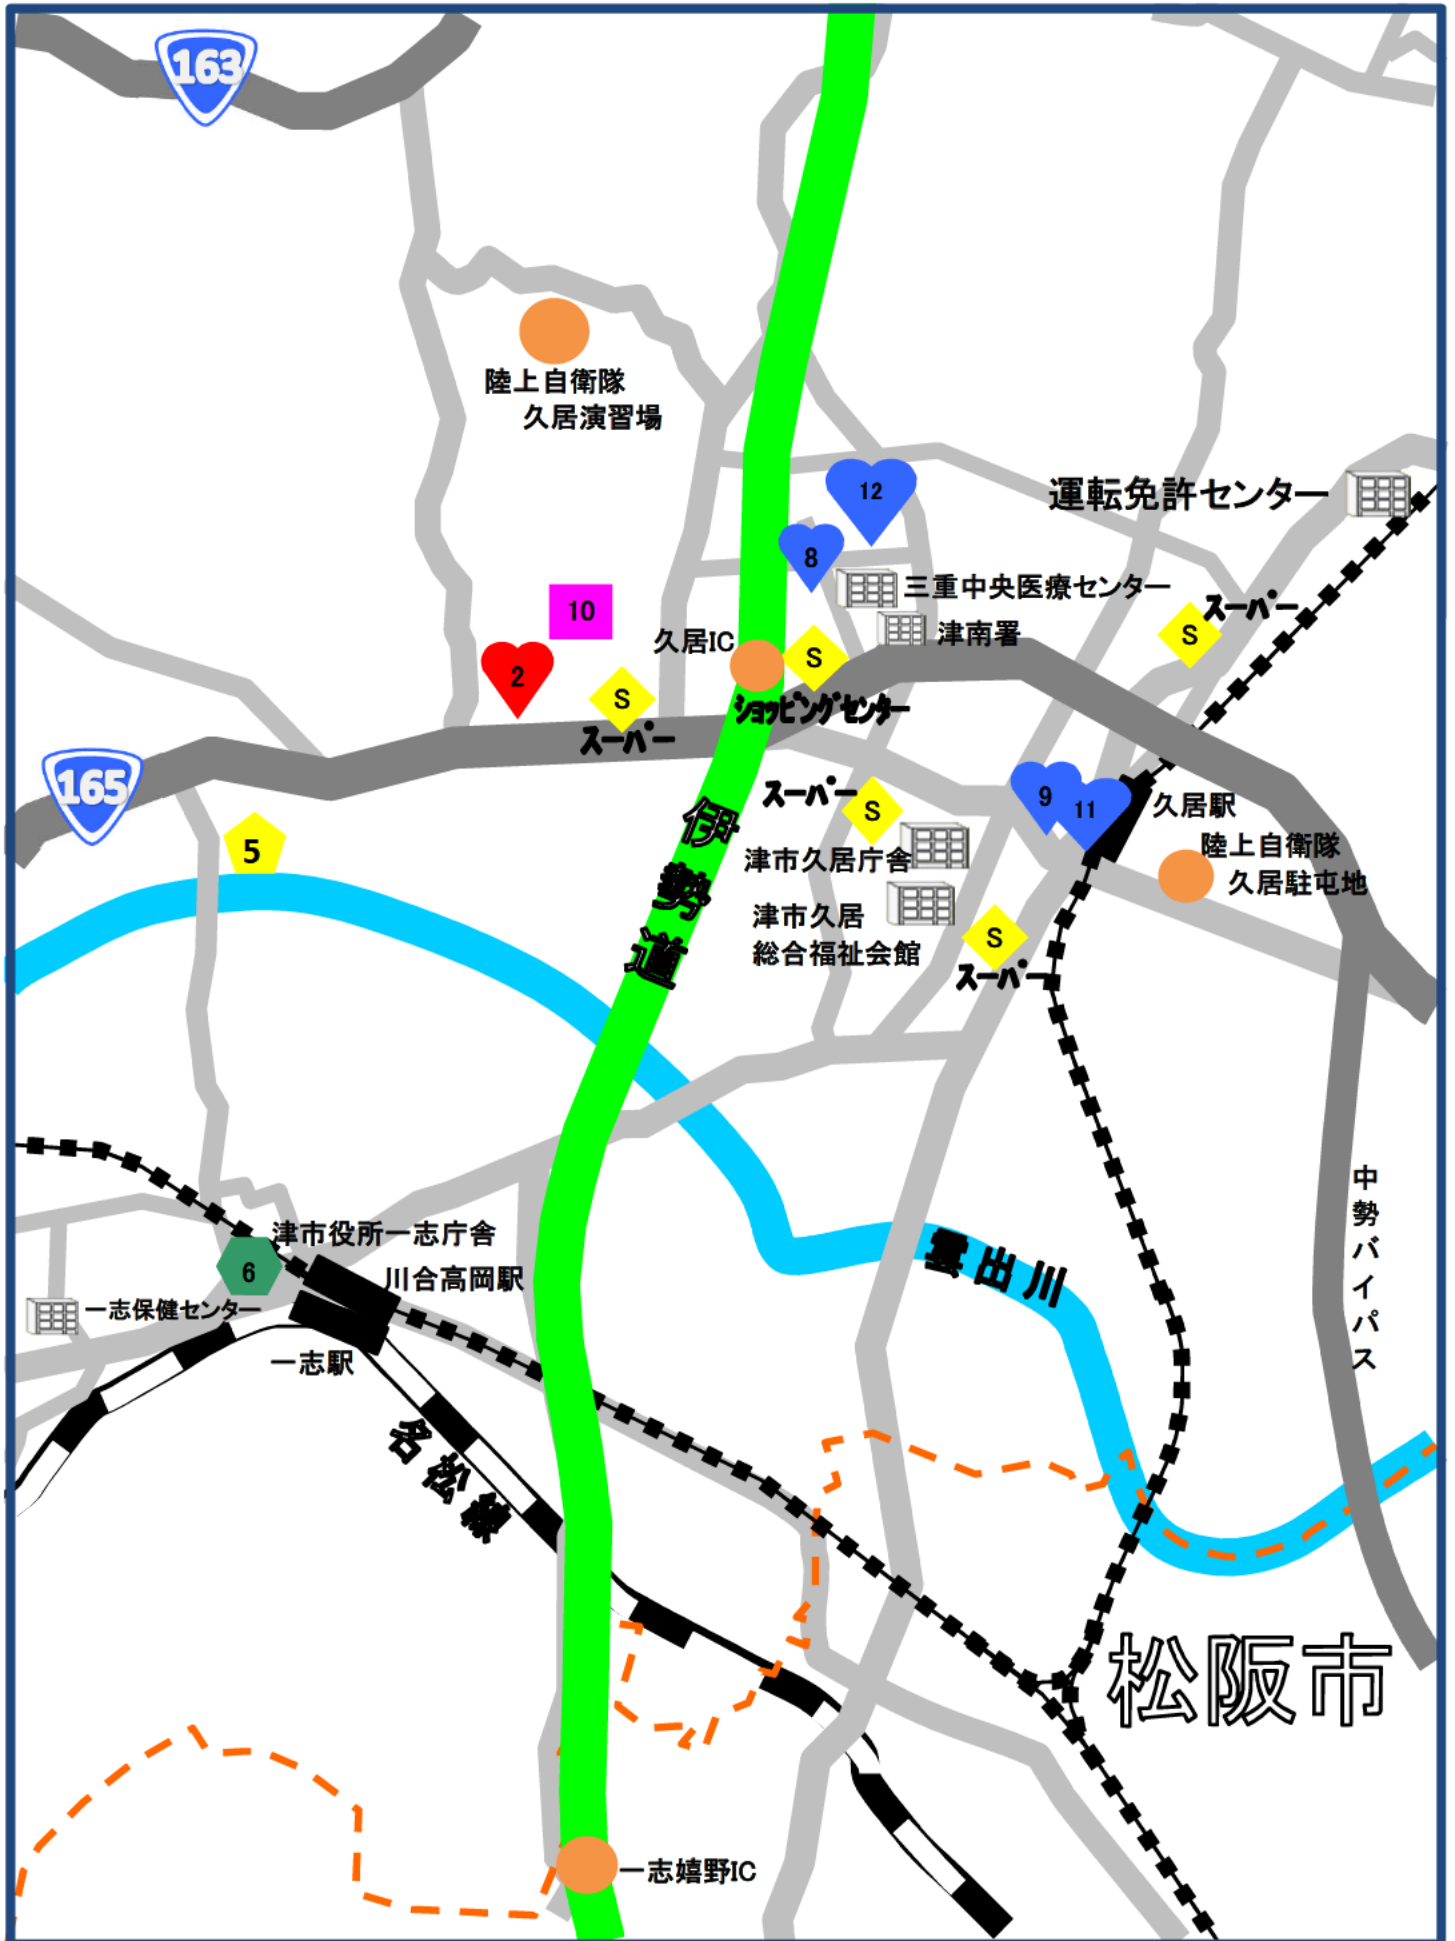 163
陸上自衛隊
久居演習場
12
運転免許センター
8
三重中央医療センター
10
スーパー
S
津南署
久居IC
S
2
S
ショッピングセンター
スーパー
165
伊勢道
スーパー
S
9
11
久居駅
5
津市久居庁舎
陸上自衛隊
久居駐屯地
津市久居
総合福祉会館
S
スーパー
中勢バイパス
津市役所一志庁舎
6
川合高岡駅
雲出川
一志保健センター
一志駅
名松線
松阪市
一志嬉野IC